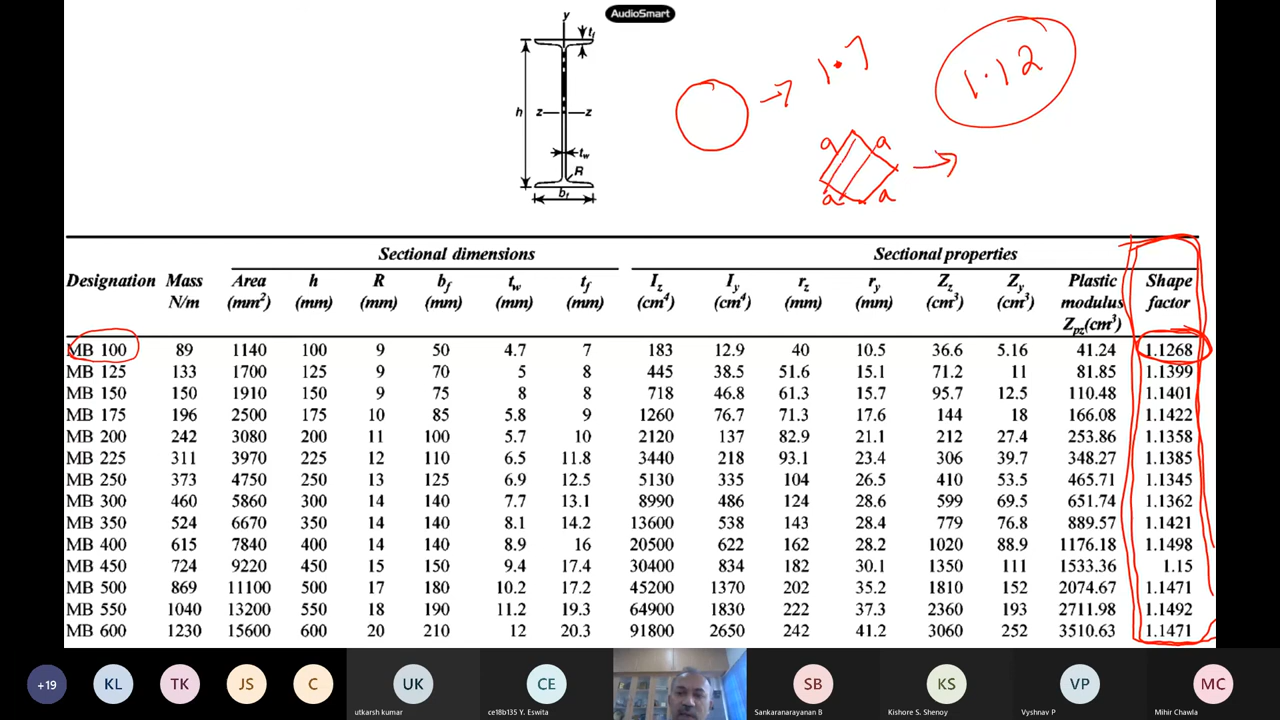 AudioSmart
y
tf
h
z
z
tw
R
bf
1.7
1.12
a
a
a
a
Sectional dimensions Sectional properties
Designation Mass Area h R bf tw tf Iz Iy rz ry Zz Zy Plastic Shape
N/m (mm²) (mm) (mm) (mm) (mm) (mm) (cm⁴) (cm⁴) (mm) (mm) (cm³) (cm³) modulus factor
Zpz(cm³)
MB 100 89 1140 100 9 50 4.7 7 183 12.9 40 10.5 36.6 5.16 41.24 1.1268
MB 125 133 1700 125 9 70 5 8 445 38.5 51.6 15.1 71.2 11 81.85 1.1399
MB 150 150 1910 150 9 75 8 8 718 46.8 61.3 15.7 95.7 12.5 110.48 1.1401
MB 175 196 2500 175 10 85 5.8 9 1260 76.7 71.3 17.6 144 18 166.08 1.1422
MB 200 242 3080 200 11 100 5.7 10 2120 137 82.9 21.1 212 27.4 253.86 1.1358
MB 225 311 3970 225 12 110 6.5 11.8 3440 218 93.1 23.4 306 39.7 348.27 1.1385
MB 250 373 4750 250 13 125 6.9 12.5 5130 335 104 26.5 410 53.5 465.71 1.1345
MB 300 460 5860 300 14 140 7.7 13.1 8990 486 124 28.6 599 69.5 651.74 1.1362
MB 350 524 6670 350 14 140 8.1 14.2 13600 538 143 28.4 779 76.8 889.57 1.1421
MB 400 615 7840 400 14 140 8.9 16 20500 622 162 28.2 1020 88.9 1176.18 1.1498
MB 450 724 9220 450 15 150 9.4 17.4 30400 834 182 30.1 1350 111 1533.36 1.15
MB 500 869 11100 500 17 180 10.2 17.2 45200 1370 202 35.2 1810 152 2074.67 1.1471
MB 550 1040 13200 550 18 190 11.2 19.3 64900 1830 222 37.3 2360 193 2711.98 1.1492
MB 600 1230 15600 600 20 210 12 20.3 91800 2650 242 41.2 3060 252 3510.63 1.1471
+19 KL TK JS C UK CE SB KS VP MC
utkarsh kumar ce18b135 Y. Eswita Sankaranarayanan B Kishore S. Shenoy Vyshnav P Mihir Chawla